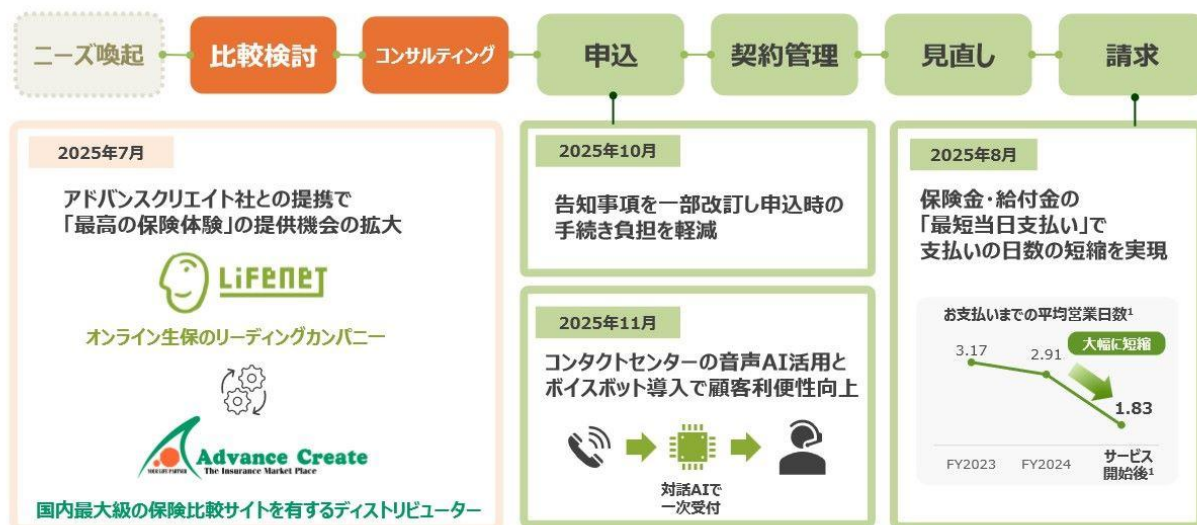 ニーズ喚起
比較検討
コンサルティング
申込
契約管理
見直し
請求
2025年7月
アドバンスクリエイト社との提携で
「最高の保険体験」の提供機会の拡大
LIFENET
オンライン生保のリーディングカンパニー
Advance Create
The Insurance Market Place
国内最大級の保険比較サイトを有するディストリビューター
2025年10月
告知事項を一部改訂し申込時の
手続き負担を軽減
2025年11月
コンタクトセンターの音声AI活用と
ボイスボット導入で顧客利便性向上
対話AIで
一次受付
2025年8月
保険金・給付金の
「最短当日支払い」で
支払いの日数の短縮を実現
お支払いまでの平均営業日数1
大幅に短縮
3.17
2.91
1.83
FY2023
FY2024
サービス
開始後1